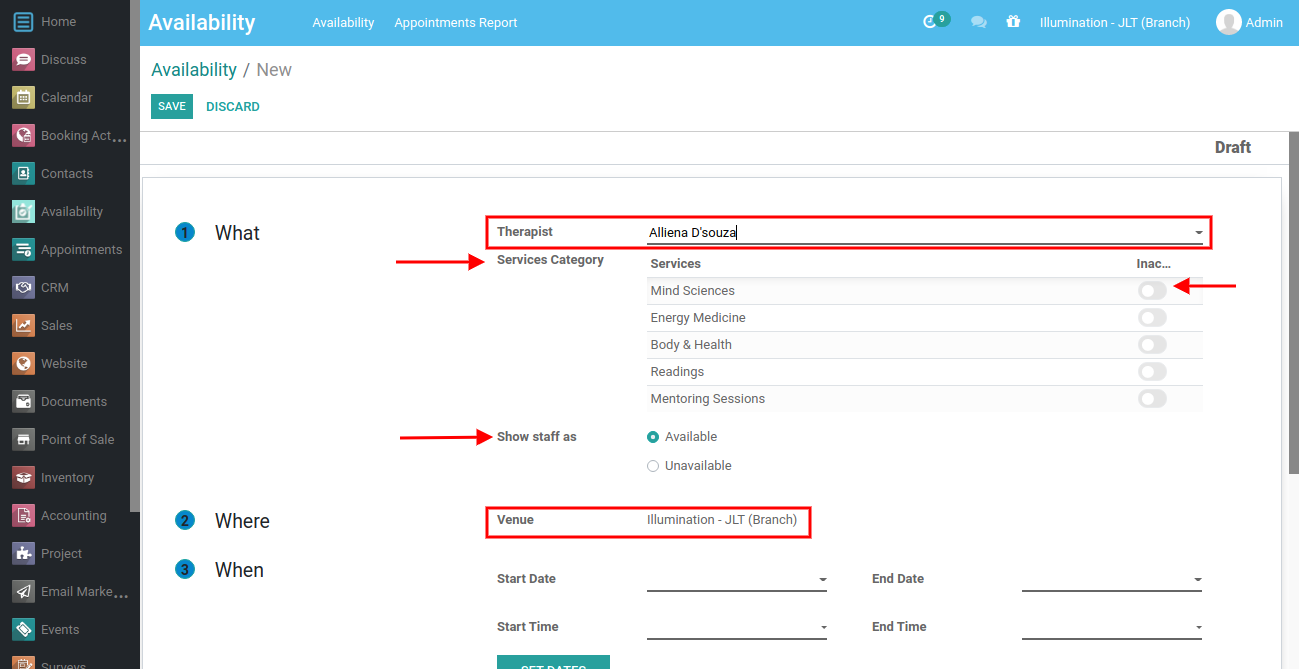 Home
Discuss
Calendar
Booking Act...
Contacts
Availability
Appointments
CRM
Sales
Website
Documents
Point of Sale
Inventory
Accounting
Project
Email Marke...
Events
Surveys
Availability Availability Appointments Report 9 Illumination - JLT (Branch) Admin
Availability / New
SAVE DISCARD
Draft
1 What
Therapist Alliena D'souza
Services Category
Services Inac...
Mind Sciences
Energy Medicine
Body & Health
Readings
Mentoring Sessions
Show staff as Available
Unavailable
2 Where
Venue Illumination - JLT (Branch)
3 When
Start Date End Date
Start Time End Time
SET DATES